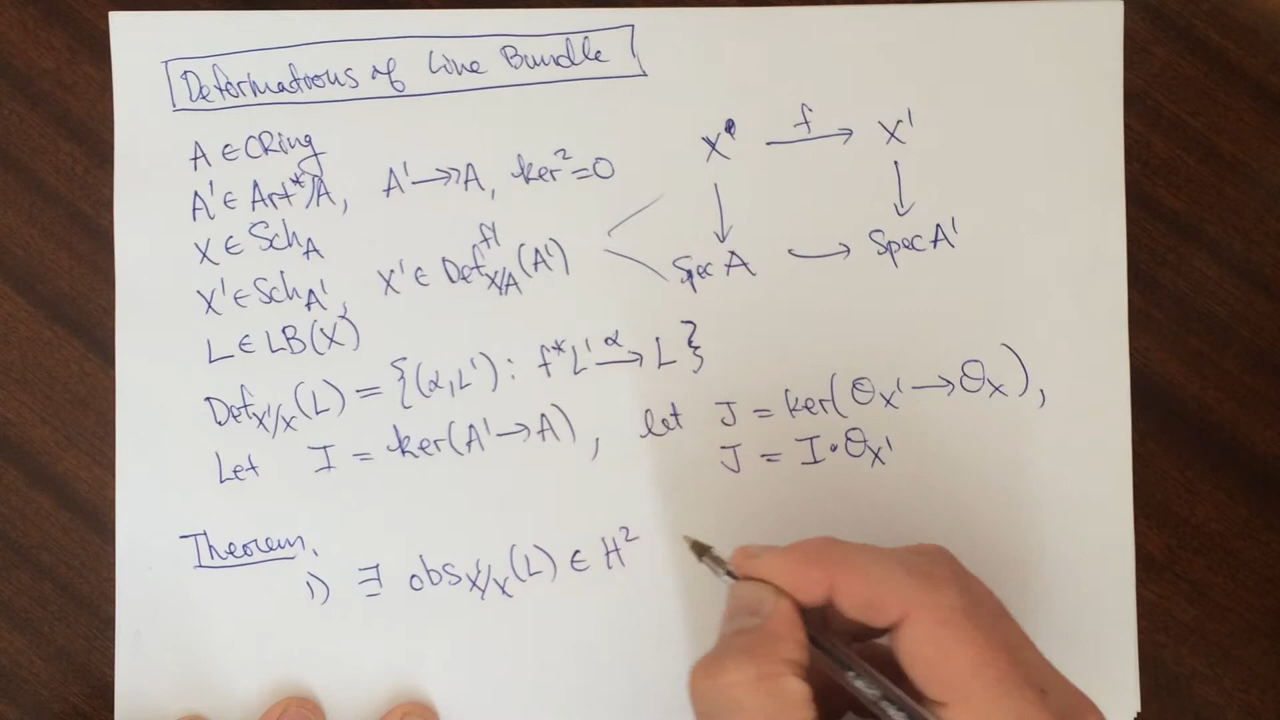 Deformations of Line Bundle
A ∈ CRing
A' ∈ Art*/A, A' ↠ A, ker² = 0
X ∈ Sch_A
X' ∈ Sch_A', X' ∈ Def^fl_X/A (A')
X —f→ X'
↓ ↓
Spec A ↪ Spec A'
L ∈ LB(X)
Def_X'/X (L) = {(α, L') : f*L' —α→ L}
Let I = ker(A' → A), let J = ker(O_X' → O_X),
J = I·O_X'
Theorem.
1) ∃ obs_X'/X (L) ∈ H²